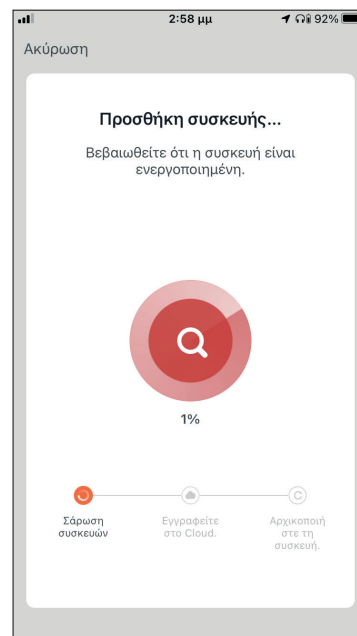 2:58 μμ 92%
Ακύρωση
Προσθήκη συσκευής...
Βεβαιωθείτε ότι η συσκευή είναι
ενεργοποιημένη.
1%
Σάρωση
συσκευών
Εγγραφείτε
στο Cloud.
Αρχικοποιή
στε τη
συσκευή.